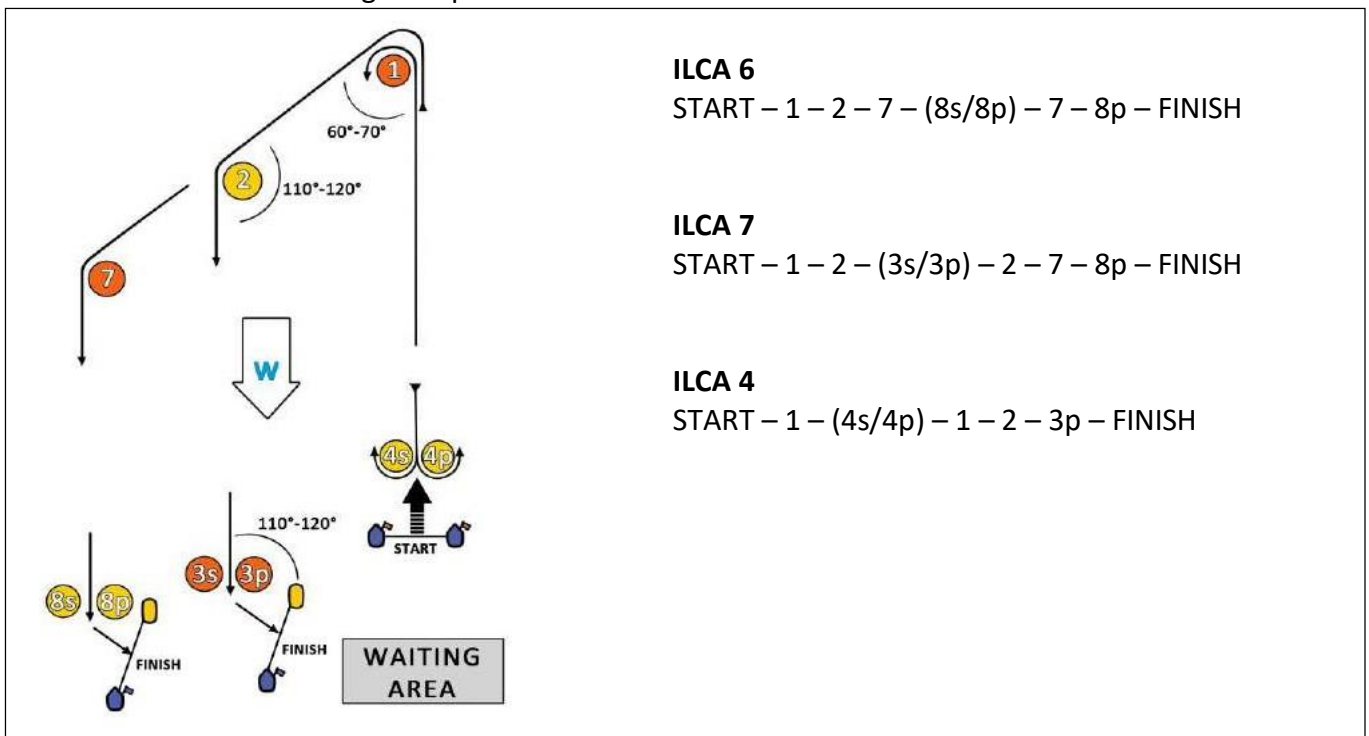 1
60°-70°
2
110°-120°
7
W
4s 4p
START
110°-120°
3s 3p
8s 8p
FINISH
FINISH
WAITING
AREA
ILCA 6
START – 1 – 2 – 7 – (8s/8p) – 7 – 8p – FINISH
ILCA 7
START – 1 – 2 – (3s/3p) – 2 – 7 – 8p – FINISH
ILCA 4
START – 1 – (4s/4p) – 1 – 2 – 3p – FINISH